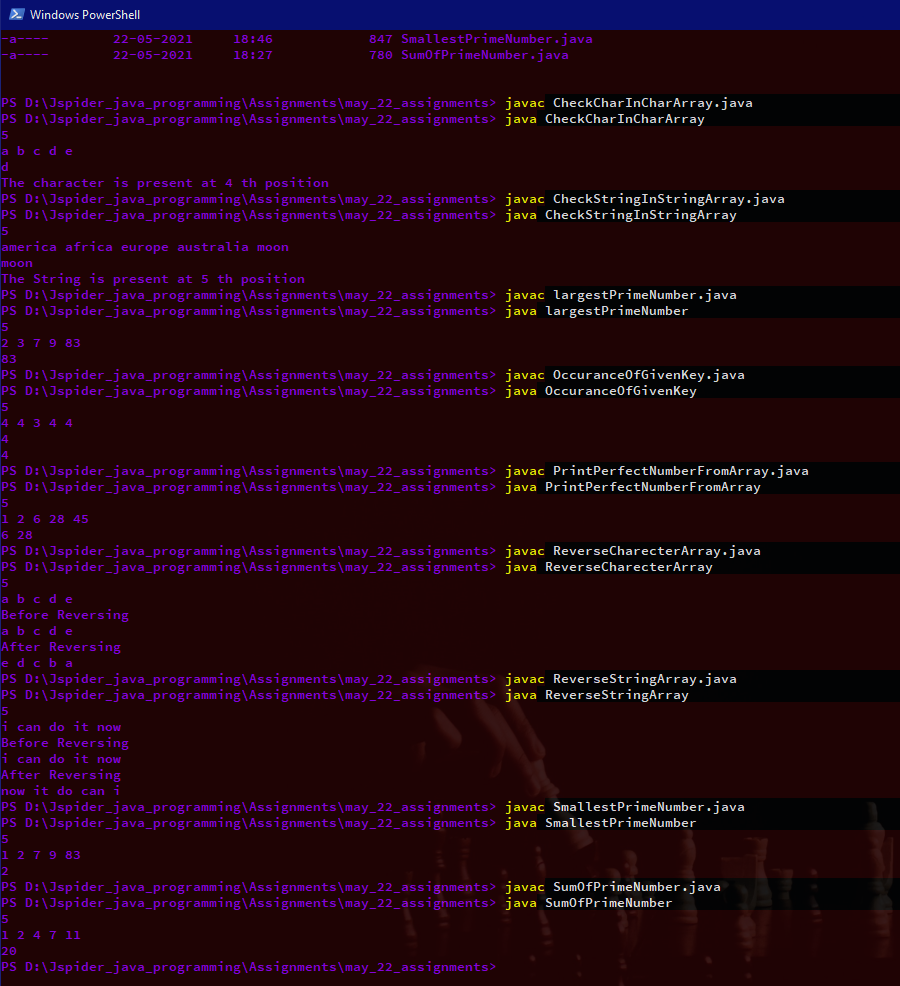 Windows PowerShell
-a----        22-05-2021     18:46            847 SmallestPrimeNumber.java
-a----        22-05-2021     18:27            780 SumOfPrimeNumber.java
PS D:\Jspider_java_programming\Assignments\may_22_assignments> javac CheckCharInCharArray.java
PS D:\Jspider_java_programming\Assignments\may_22_assignments> java CheckCharInCharArray
5
a b c d e
d
The character is present at 4 th position
PS D:\Jspider_java_programming\Assignments\may_22_assignments> javac CheckStringInStringArray.java
PS D:\Jspider_java_programming\Assignments\may_22_assignments> java CheckStringInStringArray
5
america africa europe australia moon
moon
The String is present at 5 th position
PS D:\Jspider_java_programming\Assignments\may_22_assignments> javac largestPrimeNumber.java
PS D:\Jspider_java_programming\Assignments\may_22_assignments> java largestPrimeNumber
5
2 3 7 9 83
83
PS D:\Jspider_java_programming\Assignments\may_22_assignments> javac OccuranceOfGivenKey.java
PS D:\Jspider_java_programming\Assignments\may_22_assignments> java OccuranceOfGivenKey
5
4 4 3 4 4
4
4
PS D:\Jspider_java_programming\Assignments\may_22_assignments> javac PrintPerfectNumberFromArray.java
PS D:\Jspider_java_programming\Assignments\may_22_assignments> java PrintPerfectNumberFromArray
5
1 2 6 28 45
6 28
PS D:\Jspider_java_programming\Assignments\may_22_assignments> javac ReverseCharecterArray.java
PS D:\Jspider_java_programming\Assignments\may_22_assignments> java ReverseCharecterArray
5
a b c d e
Before Reversing
a b c d e
After Reversing
e d c b a
PS D:\Jspider_java_programming\Assignments\may_22_assignments> javac ReverseStringArray.java
PS D:\Jspider_java_programming\Assignments\may_22_assignments> java ReverseStringArray
5
i can do it now
Before Reversing
i can do it now
After Reversing
now it do can i
PS D:\Jspider_java_programming\Assignments\may_22_assignments> javac SmallestPrimeNumber.java
PS D:\Jspider_java_programming\Assignments\may_22_assignments> java SmallestPrimeNumber
5
1 2 7 9 83
2
PS D:\Jspider_java_programming\Assignments\may_22_assignments> javac SumOfPrimeNumber.java
PS D:\Jspider_java_programming\Assignments\may_22_assignments> java SumOfPrimeNumber
5
1 2 4 7 11
20
PS D:\Jspider_java_programming\Assignments\may_22_assignments>